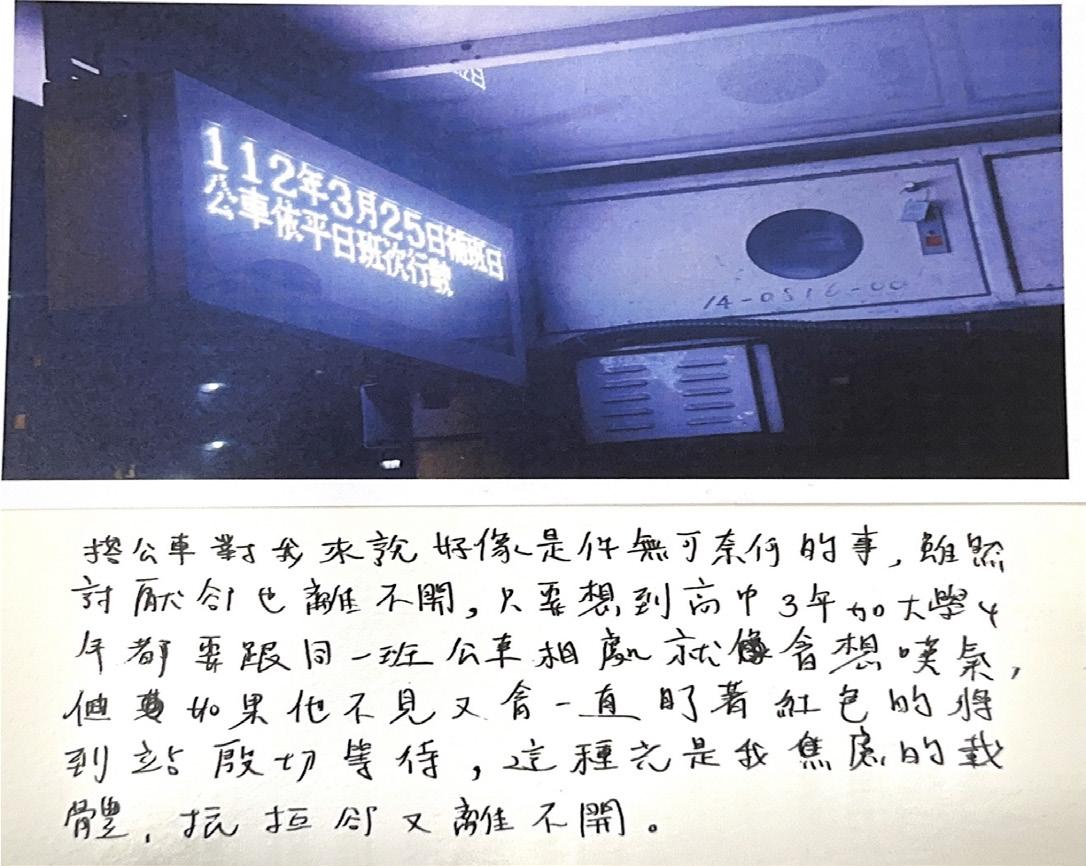 112年3月25日補班日
公車依平日班次行駛
14-0516-00
搭公車對我來說好像是件無可奈何的事,雖然
討厭卻也離不開,只要想到高中3年加大學4
年都要跟同一班公車相處就會想嘆氣,
但如果他不見又會一直盯著紅色的將
到站殷切等待,這種光是我焦慮的載
體,抗拒卻又離不開。